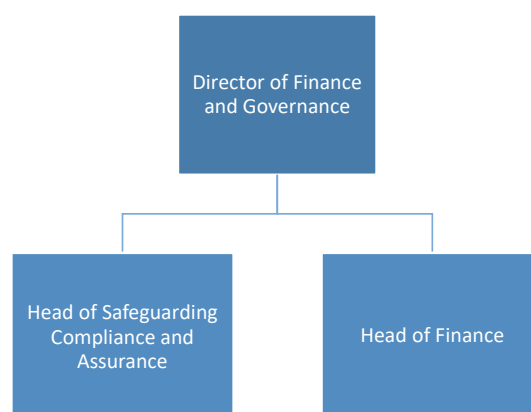 Director of Finance
and Governance
Head of Safeguarding
Compliance and
Assurance
Head of Finance